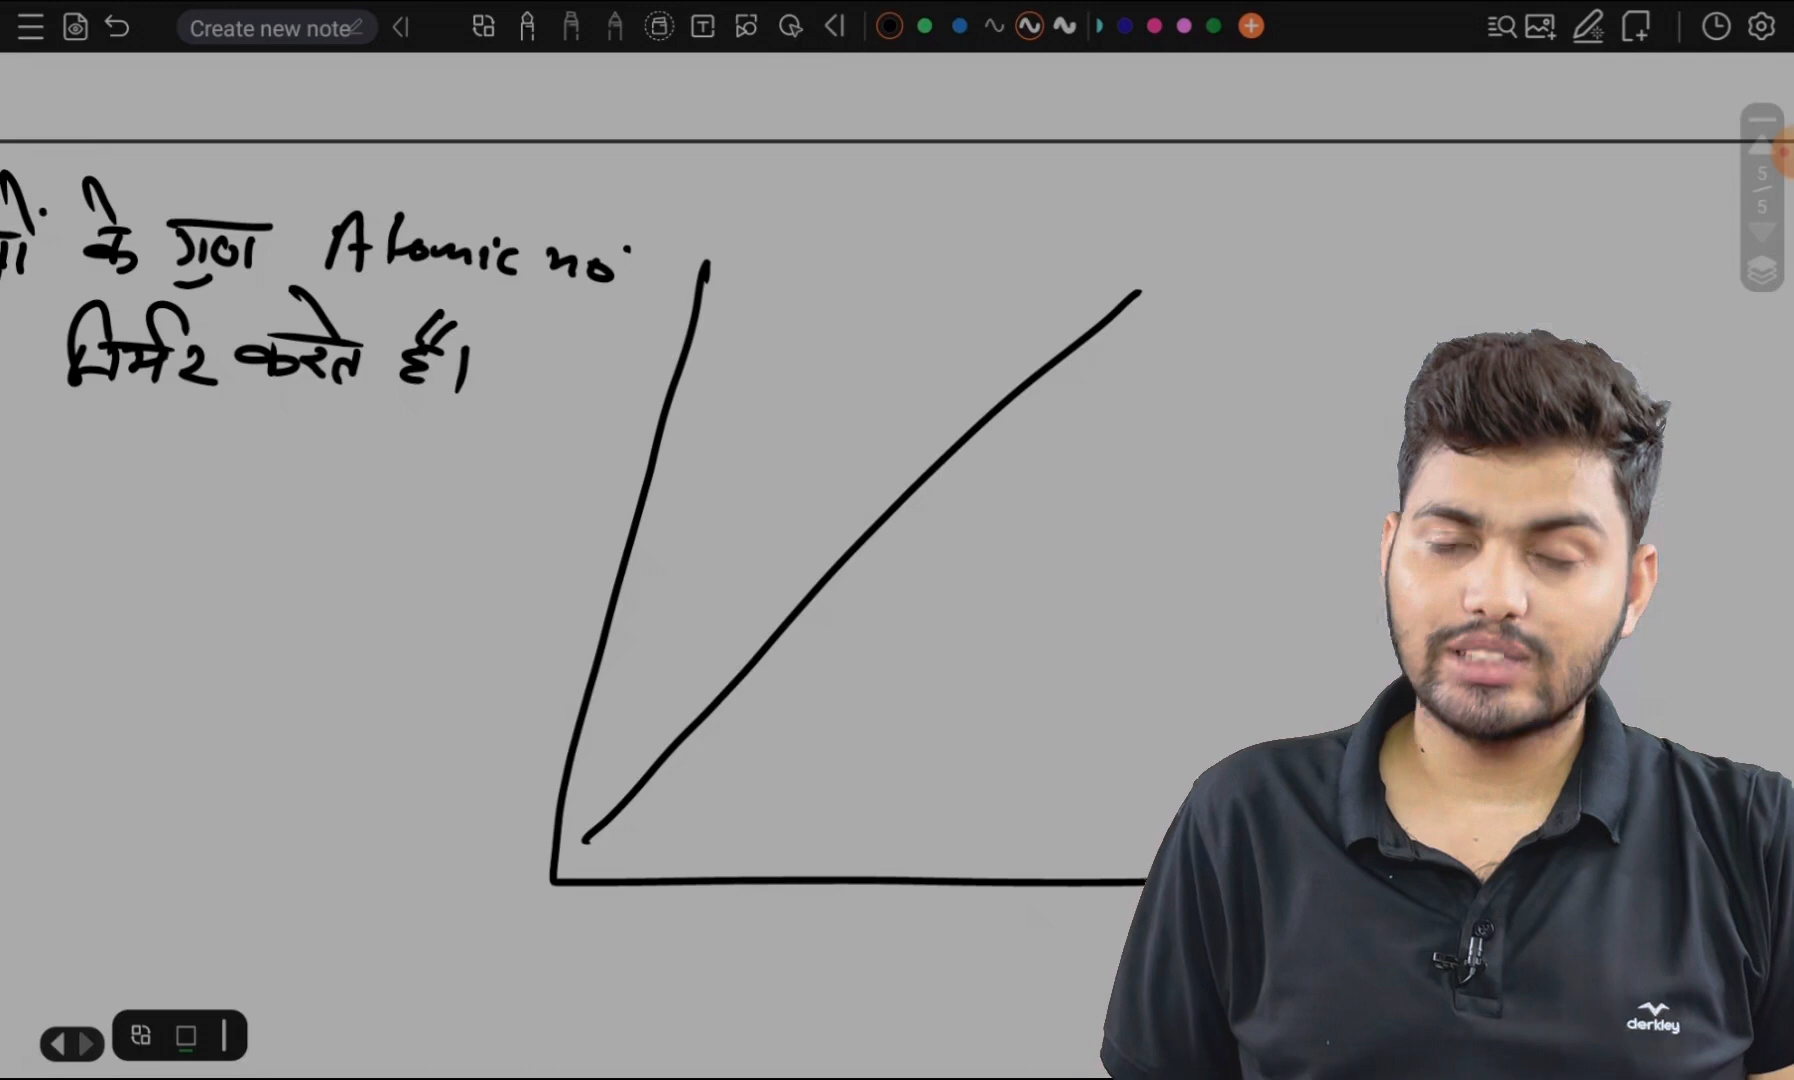 Create new note
के गुण Atomic no.
निर्भर करते हैं।
5
5
derkley